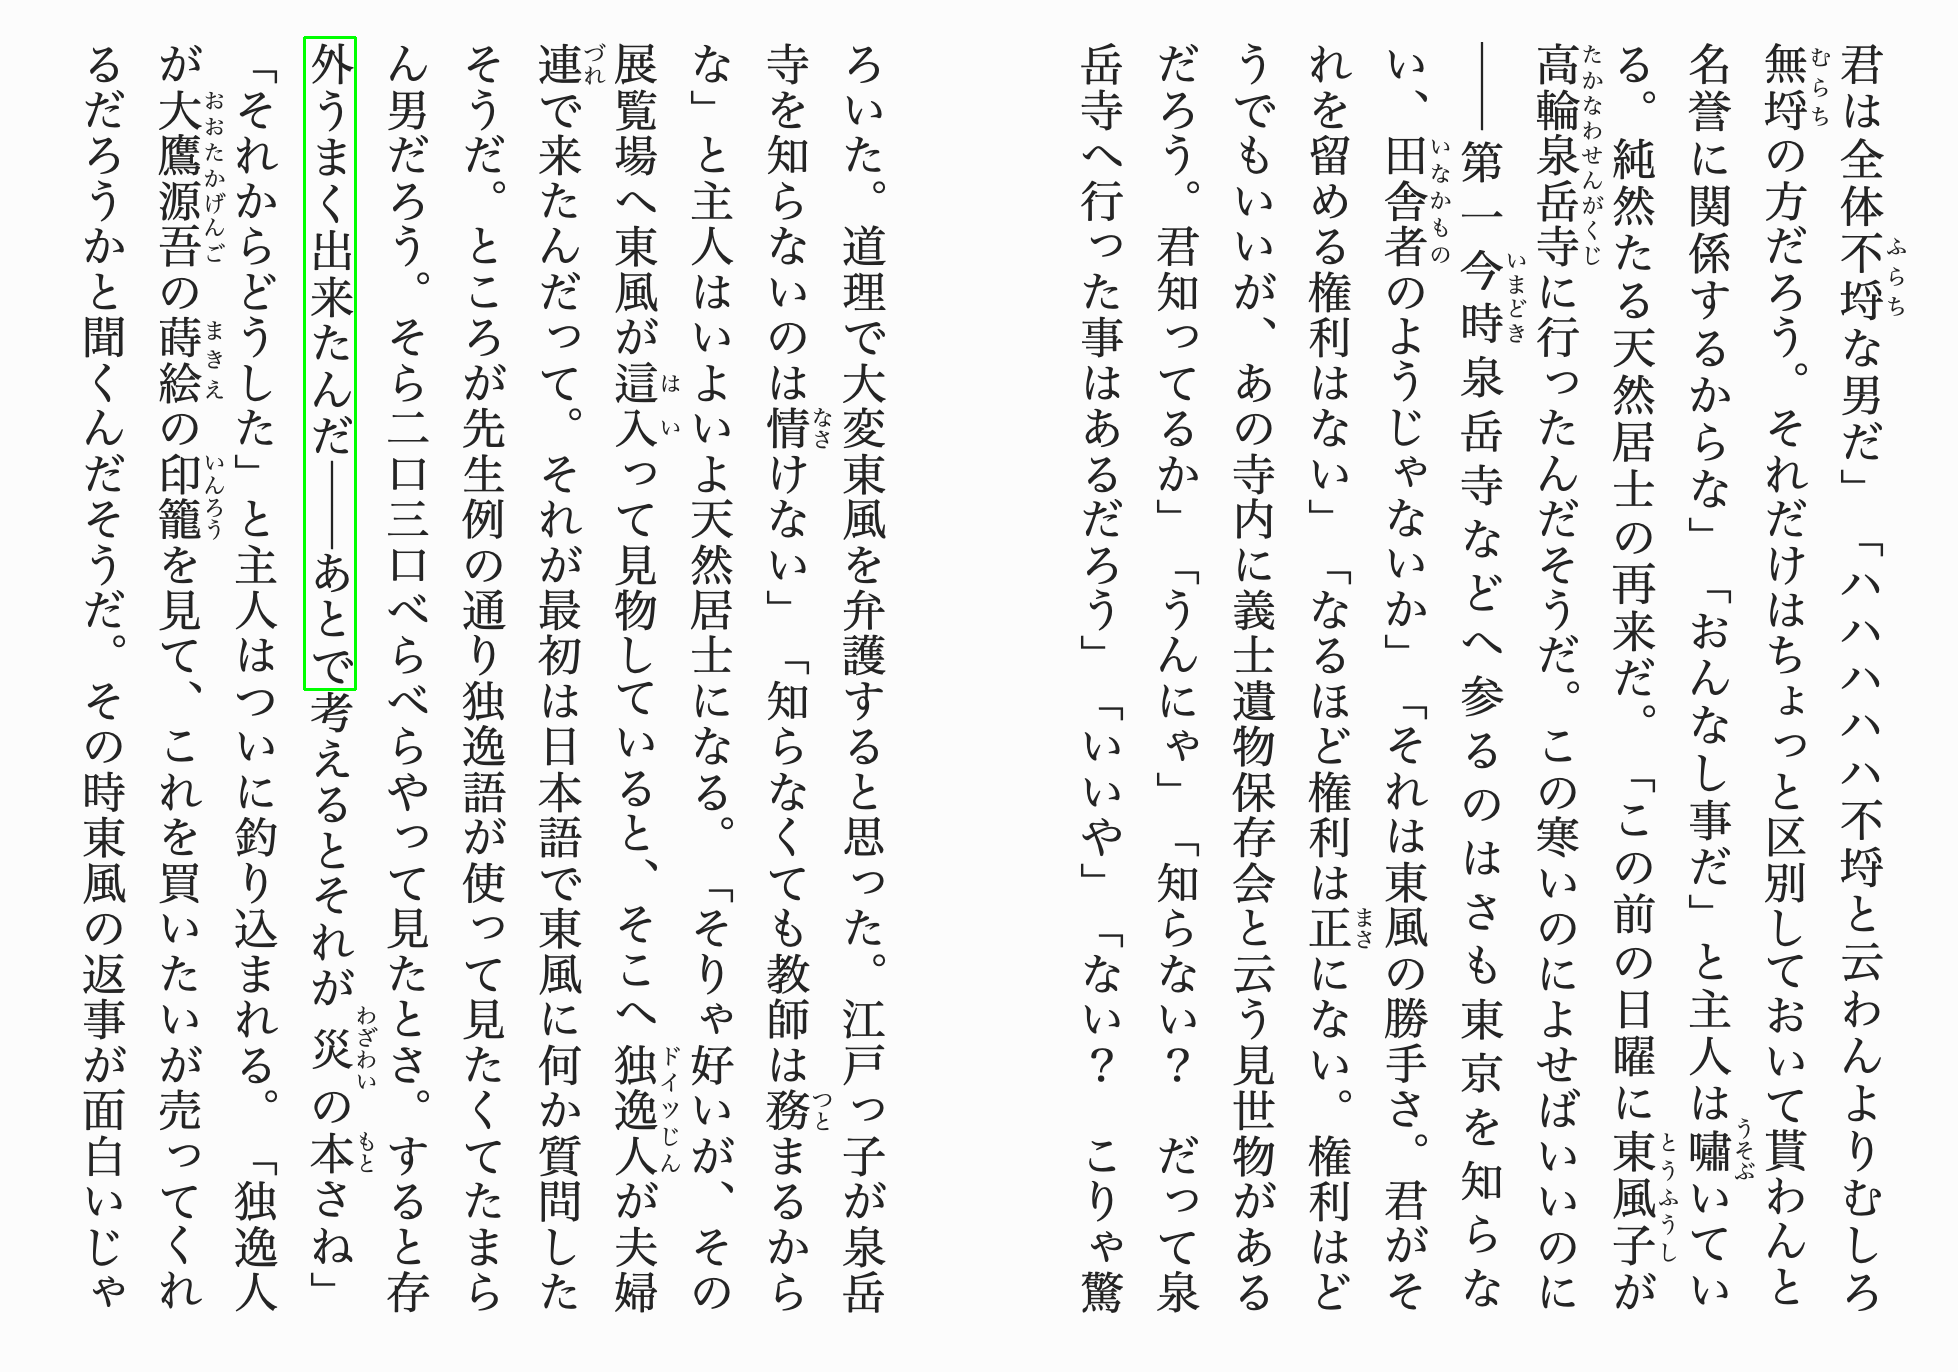 君は全体不埒な男だ」　「ハハハハハ不埒と云わんよりむしろ
無埒の方だろう。それだけはちょっと区別しておいて貰わんと
名誉に関係するからな」　「おんなし事だ」と主人は嘯いてい
る。純然たる天然居士の再来だ。　「この前の日曜に東風子が
高輪泉岳寺に行ったんだそうだ。この寒いのによせばいいのに
――第一今時泉岳寺などへ参るのはさも東京を知らな
い、田舎者のようじゃないか」　「それは東風の勝手さ。君がそ
れを留める権利はない」　「なるほど権利は正にない。権利はど
うでもいいが、あの寺内に義士遺物保存会と云う見世物がある
だろう。君知ってるか」　「うんにゃ」　「知らない？　だって泉
岳寺へ行った事はあるだろう」　「いいや」　「ない？　こりゃ驚
ろいた。道理で大変東風を弁護すると思った。江戸っ子が泉岳
寺を知らないのは情けない」　「知らなくても教師は務まるから
な」と主人はいよいよ天然居士になる。　「そりゃ好いが、その
展覧場へ東風が這入って見物していると、そこへ独逸人が夫婦
連で来たんだって。それが最初は日本語で東風に何か質問した
そうだ。ところが先生例の通り独逸語が使って見たくてたまら
ん男だろう。そら二口三口べらべらやって見たとさ。すると存
外うまく出来たんだ――あとで考えるとそれが災の本さね」
「それからどうした」と主人はついに釣り込まれる。　「独逸人
が大鷹源吾の蒔絵の印籠を見て、これを買いたいが売ってくれ
るだろうかと聞くんだそうだ。その時東風の返事が面白いじゃ